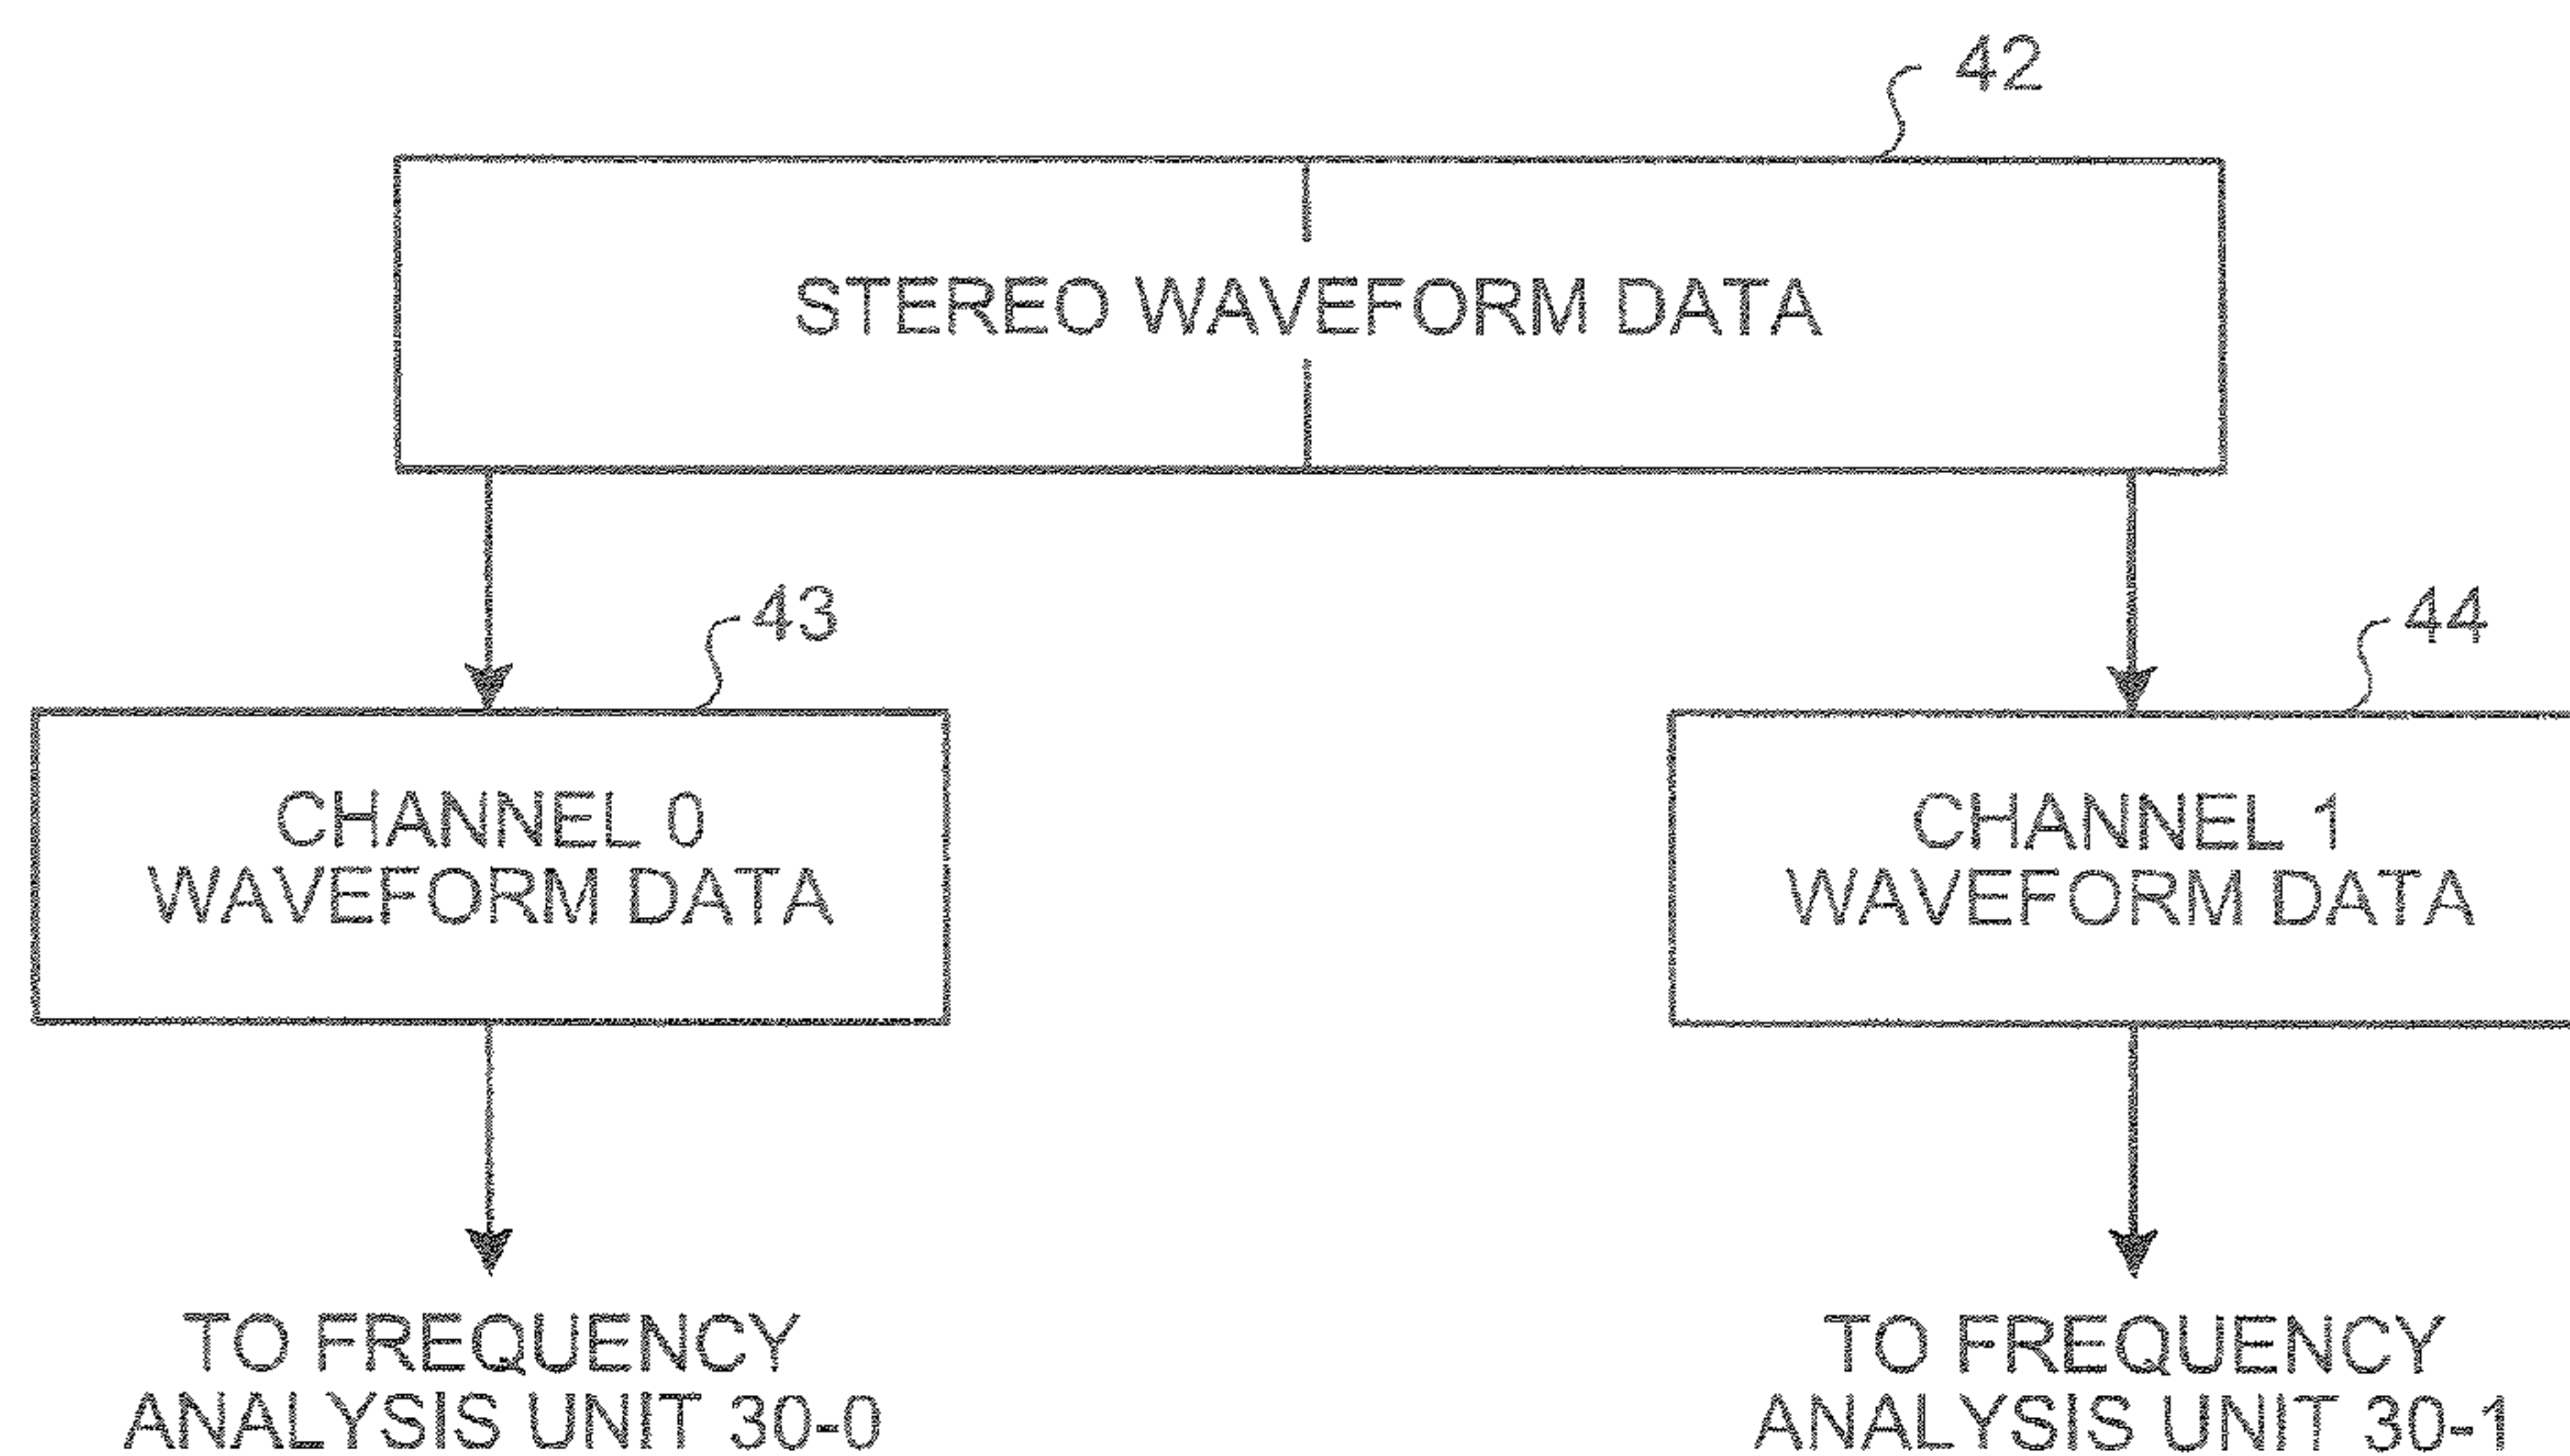 42
STEREO WAVEFORM DATA
43
44
CHANNEL 0
WAVEFORM DATA
CHANNEL 1
WAVEFORM DATA
TO FREQUENCY
ANALYSIS UNIT 30-0
TO FREQUENCY
ANALYSIS UNIT 30-1